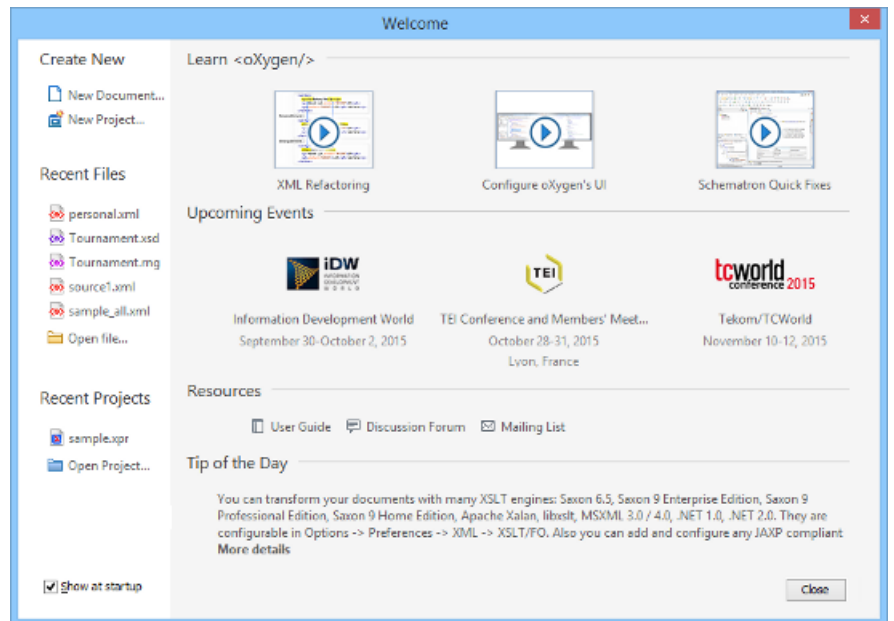 Welcome
Create New
New Document...
New Project...
Recent Files
personal.xml
Tournament.xsd
Tournament.rng
source1.xml
sample_all.xml
Open file...
Recent Projects
sample.xpr
Open Project...
Show at startup
Learn <oXygen/>
XML Refactoring
Configure oXygen's UI
Schematron Quick Fixes
Upcoming Events
iDW
INFORMATION
DEVELOPMENT
WORLD
TEI
tcworld
conference 2015
Information Development World
TEI Conference and Members' Meet...
Tekom/TCWorld
September 30-October 2, 2015
October 28-31, 2015
November 10-12, 2015
Lyon, France
Resources
User Guide
Discussion Forum
Mailing List
Tip of the Day
You can transform your documents with many XSLT engines: Saxon 6.5, Saxon 9 Enterprise Edition, Saxon 9
Professional Edition, Saxon 9 Home Edition, Apache Xalan, libxslt, MSXML 3.0 / 4.0, .NET 1.0, .NET 2.0. They are
configurable in Options -> Preferences -> XML -> XSLT/FO. Also you can add and configure any JAXP compliant
More details
Close